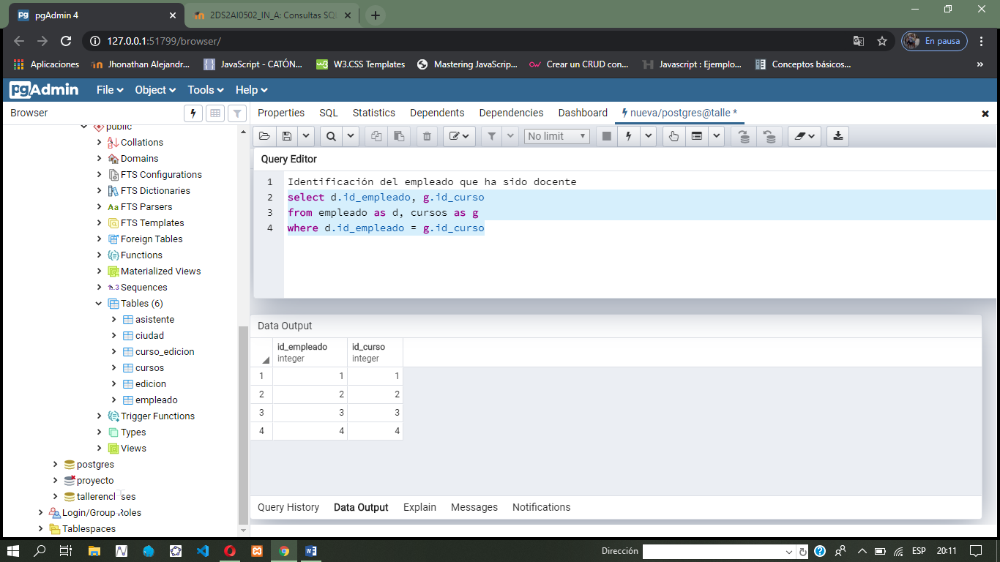 pgAdmin 4
2DS2AI0502_IN_A: Consultas SQL
127.0.0.1:51799/browser/
En pausa
Aplicaciones
Jhonathan Alejandr...
JavaScript - CATÓN...
W3.CSS Templates
Mastering JavaScrip...
Crear un CRUD con...
Javascript : Ejemplo...
Conceptos básicos...
»
pgAdmin File Object Tools Help
Browser
Properties SQL Statistics Dependents Dependencies Dashboard nueva/postgres@talle *
No limit
Query Editor
1 Identificación del empleado que ha sido docente
2 select d.id_empleado, g.id_curso
3 from empleado as d, cursos as g
4 where d.id_empleado = g.id_curso
public
Collations
Domains
FTS Configurations
FTS Dictionaries
Aa FTS Parsers
FTS Templates
Foreign Tables
Functions
Materialized Views
1..3 Sequences
Tables (6)
asistente
ciudad
curso_edicion
cursos
edicion
empleado
Trigger Functions
Types
Views
postgres
proyecto
Login/Group Roles
Tablespaces
Data Output
id_empleado id_curso
integer integer
1 1 1
2 2 2
3 3 3
4 4 4
Query History Data Output Explain Messages Notifications
Dirección
ESP 20:11